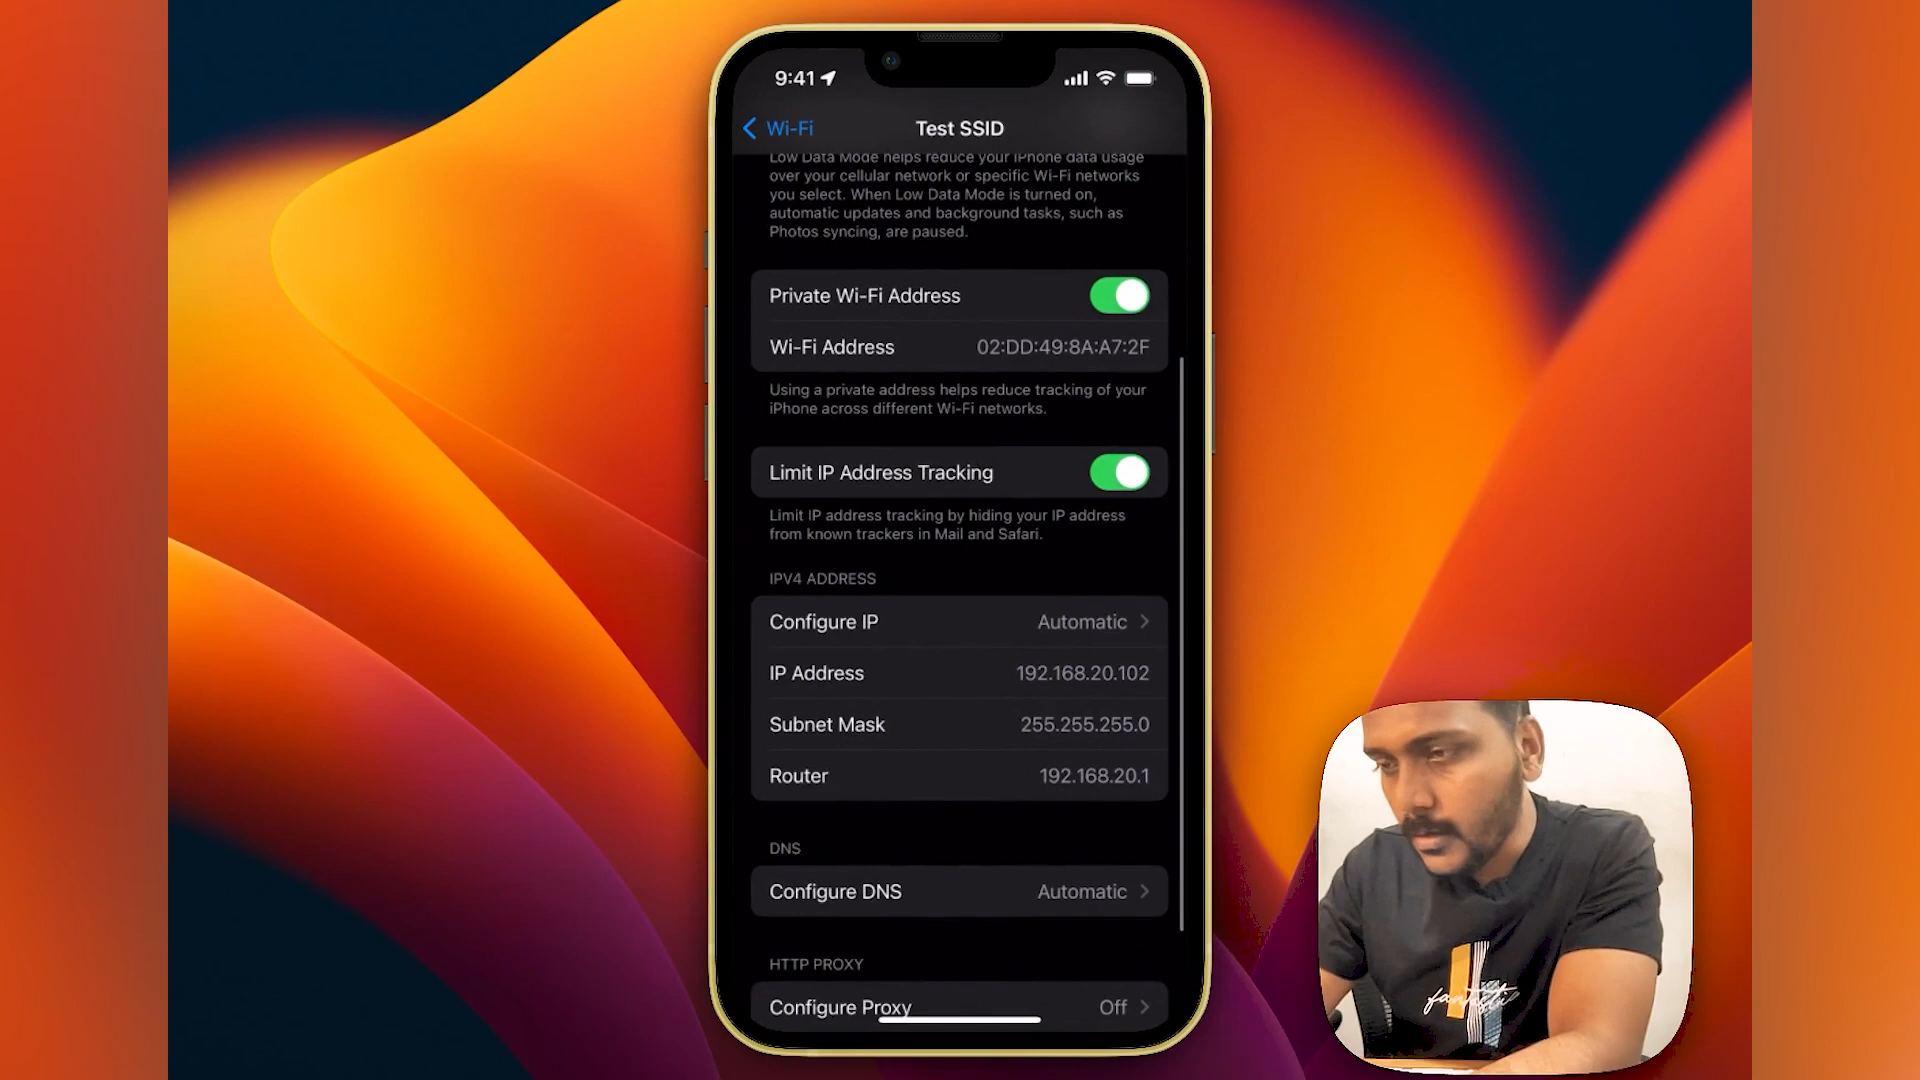 9:41
Wi-Fi
Test SSID
Low Data Mode helps reduce your iPhone data usage
over your cellular network or specific Wi-Fi networks
you select. When Low Data Mode is turned on,
automatic updates and background tasks, such as
Photos syncing, are paused.
Private Wi-Fi Address
Wi-Fi Address 02:DD:49:8A:A7:2F
Using a private address helps reduce tracking of your
iPhone across different Wi-Fi networks.
Limit IP Address Tracking
Limit IP address tracking by hiding your IP address
from known trackers in Mail and Safari.
IPV4 ADDRESS
Configure IP Automatic
IP Address 192.168.20.102
Subnet Mask 255.255.255.0
Router 192.168.20.1
DNS
Configure DNS Automatic
HTTP PROXY
Configure Proxy Off